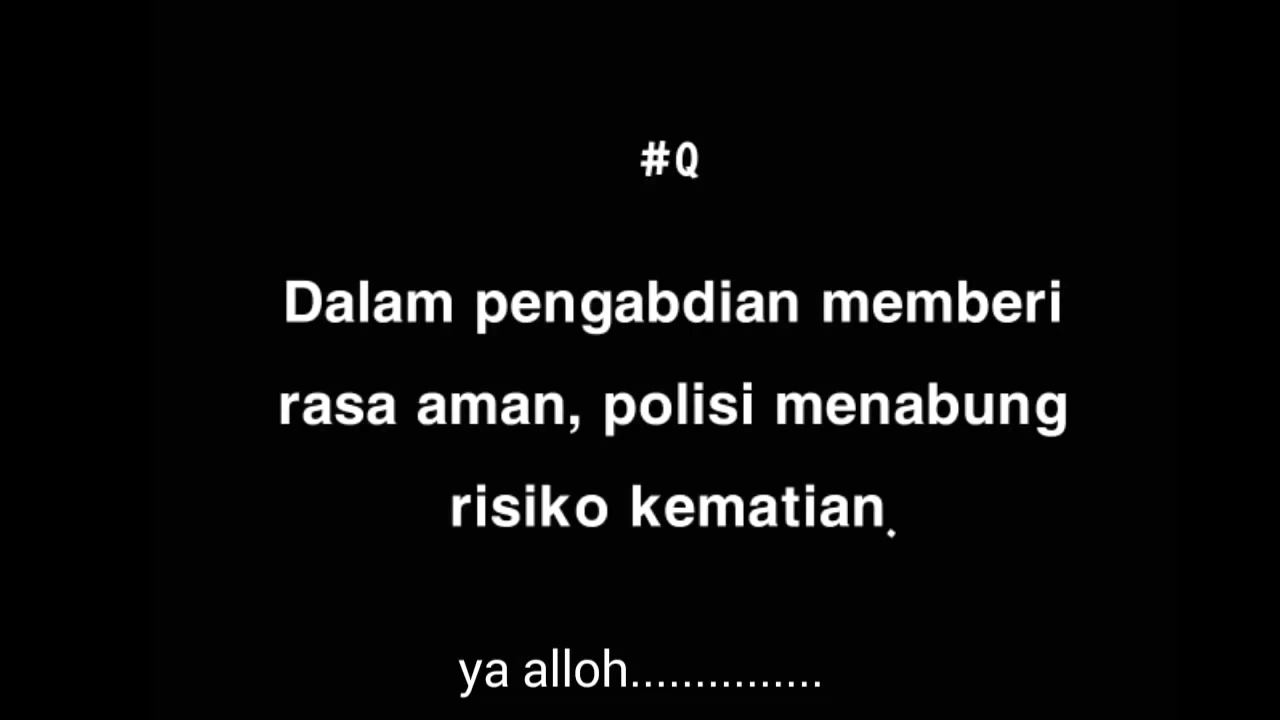 #Q
Dalam pengabdian memberi
rasa aman, polisi menabung
risiko kematian.
ya alloh...............